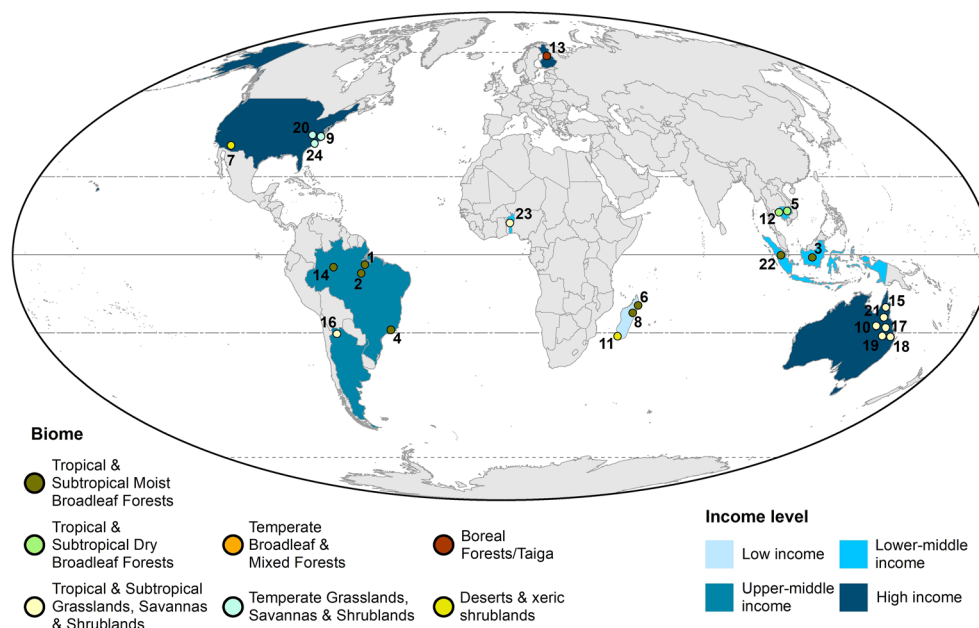 13
20
9
7
24
23
5
12
3
1
22
14
2
6
15
8
21
16
10
17
4
11
19
18
Biome
Tropical &
Subtropical Moist
Broadleaf Forests
Tropical &
Subtropical Dry
Broadleaf Forests
Tropical & Subtropical
Grasslands, Savannas
& Shrublands
Temperate
Broadleaf &
Mixed Forests
Temperate Grasslands,
Savannas & Shrublands
Boreal
Forests/Taiga
Deserts & xeric
shrublands
Income level
Low income
Lower-middle
income
Upper-middle
income
High income